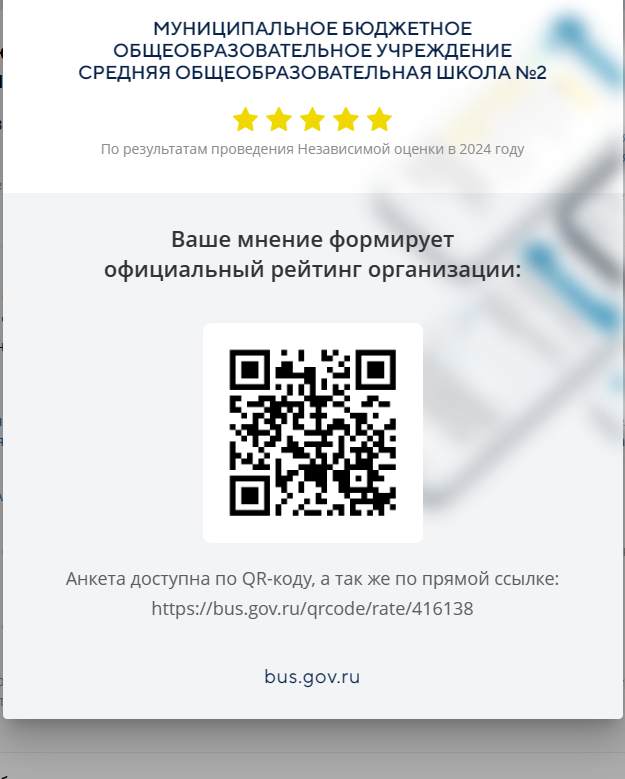 МУНИЦИПАЛЬНОЕ БЮДЖЕТНОЕ
ОБЩЕОБРАЗОВАТЕЛЬНОЕ УЧРЕЖДЕНИЕ
СРЕДНЯЯ ОБЩЕОБРАЗОВАТЕЛЬНАЯ ШКОЛА №2
По результатам проведения Независимой оценки в 2024 году
Ваше мнение формирует
официальный рейтинг организации:
Анкета доступна по QR-коду, а так же по прямой ссылке:
https://bus.gov.ru/qrcode/rate/416138
bus.gov.ru